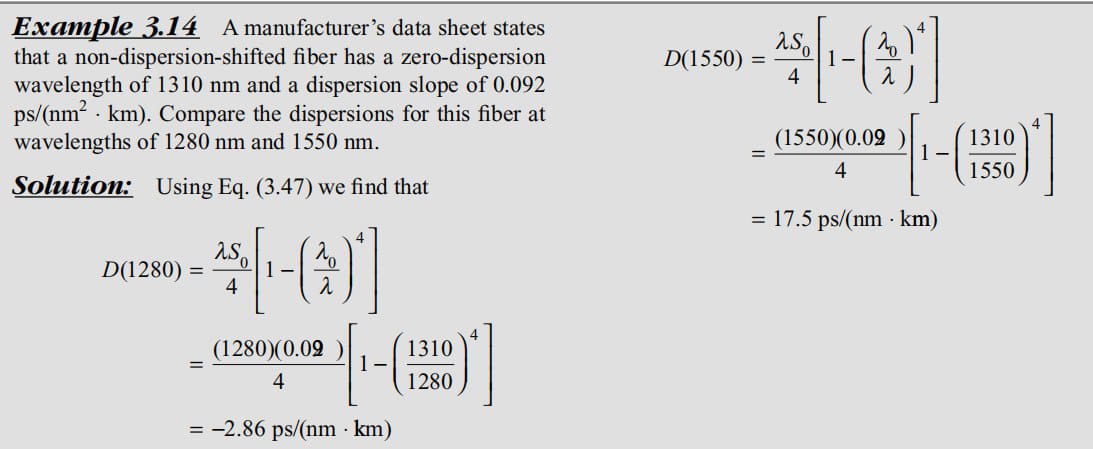 Example 3.14 A manufacturer's data sheet states
that a non-dispersion-shifted fiber has a zero-dispersion
wavelength of 1310 nm and a dispersion slope of 0.092
ps/(nm² · km). Compare the dispersions for this fiber at
wavelengths of 1280 nm and 1550 nm.
Solution: Using Eq. (3.47) we find that
D(1280) = λS₀/4 [1 − (λ₀/λ)⁴]
= (1280)(0.09 )/4 [1 − (1310/1280)⁴]
= −2.86 ps/(nm · km)
D(1550) = λS₀/4 [1 − (λ₀/λ)⁴]
= (1550)(0.09 )/4 [1 − (1310/1550)⁴]
= 17.5 ps/(nm · km)